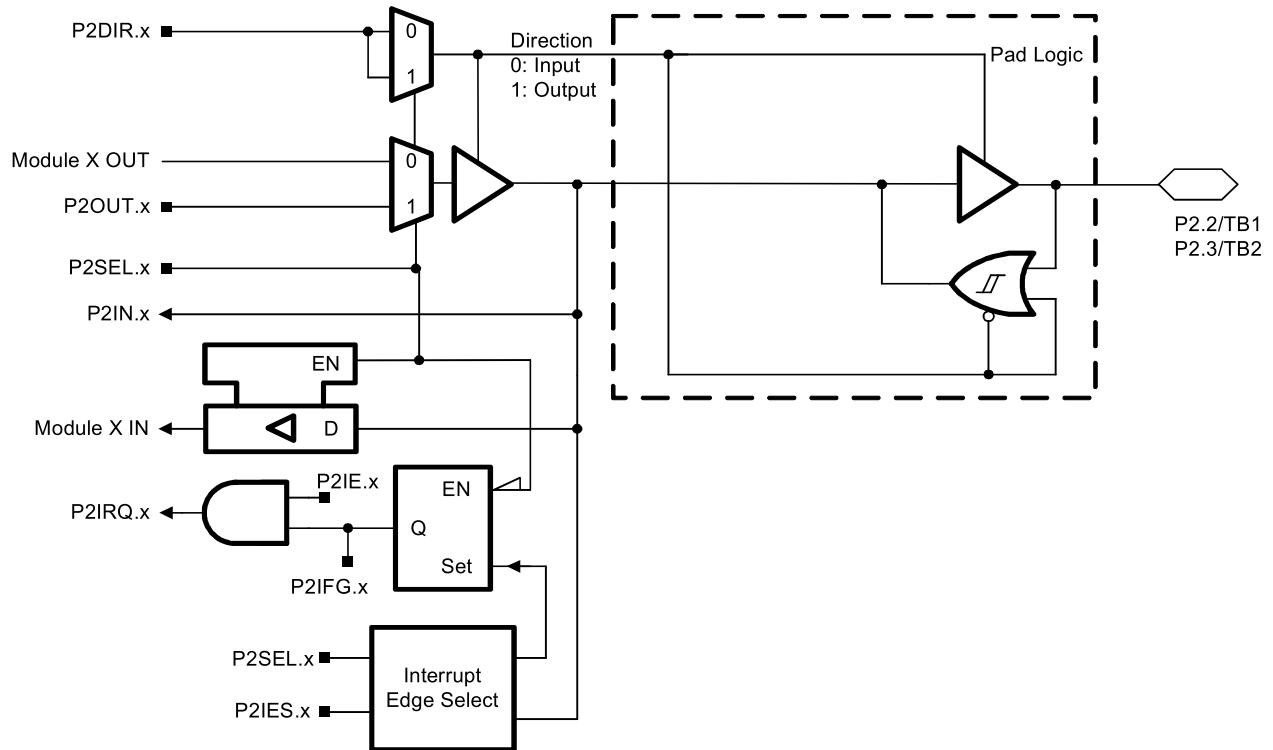 P2DIR.x
0
1
Direction
0: Input
1: Output
Pad Logic
Module X OUT
0
P2OUT.x
1
P2.2/TB1
P2.3/TB2
P2SEL.x
P2IN.x
EN
Module X IN
D
P2IE.x
EN
P2IRQ.x
Q
Set
P2IFG.x
P2SEL.x
Interrupt
Edge Select
P2IES.x